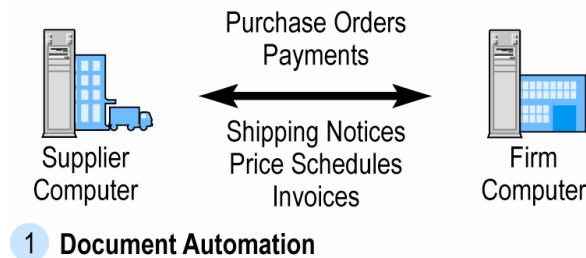 Purchase Orders
Payments
Shipping Notices
Price Schedules
Invoices
Supplier
Computer
Firm
Computer
1 Document Automation